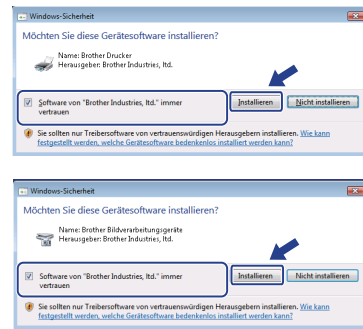 Windows-Sicherheit
Möchten Sie diese Gerätesoftware installieren?
Name: Brother Drucker
Herausgeber: Brother Industries, ltd.
Software von "Brother Industries, ltd." immer
vertrauen
Installieren
Nicht installieren
Sie sollten nur Treibersoftware von vertrauenswürdigen Herausgebern installieren. Wie kann
festgestellt werden, welche Gerätesoftware bedenkenlos installiert werden kann?
Windows-Sicherheit
Möchten Sie diese Gerätesoftware installieren?
Name: Brother Bildverarbeitungsgeräte
Herausgeber: Brother Industries, ltd.
Software von "Brother Industries, ltd." immer
vertrauen
Installieren
Nicht installieren
Sie sollten nur Treibersoftware von vertrauenswürdigen Herausgebern installieren. Wie kann
festgestellt werden, welche Gerätesoftware bedenkenlos installiert werden kann?